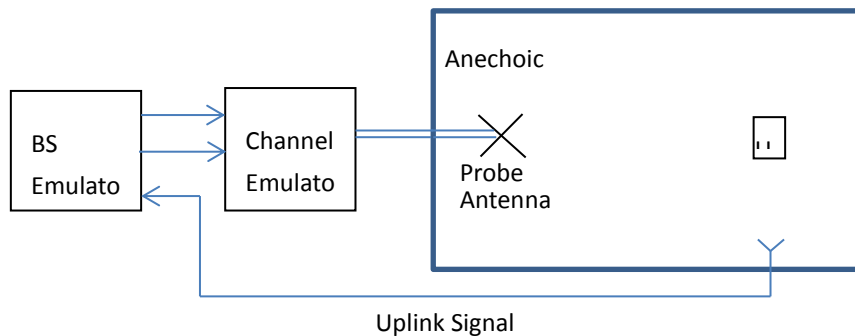 Anechoic
BS
Emulato
Channel
Emulato
Probe
Antenna
Uplink Signal